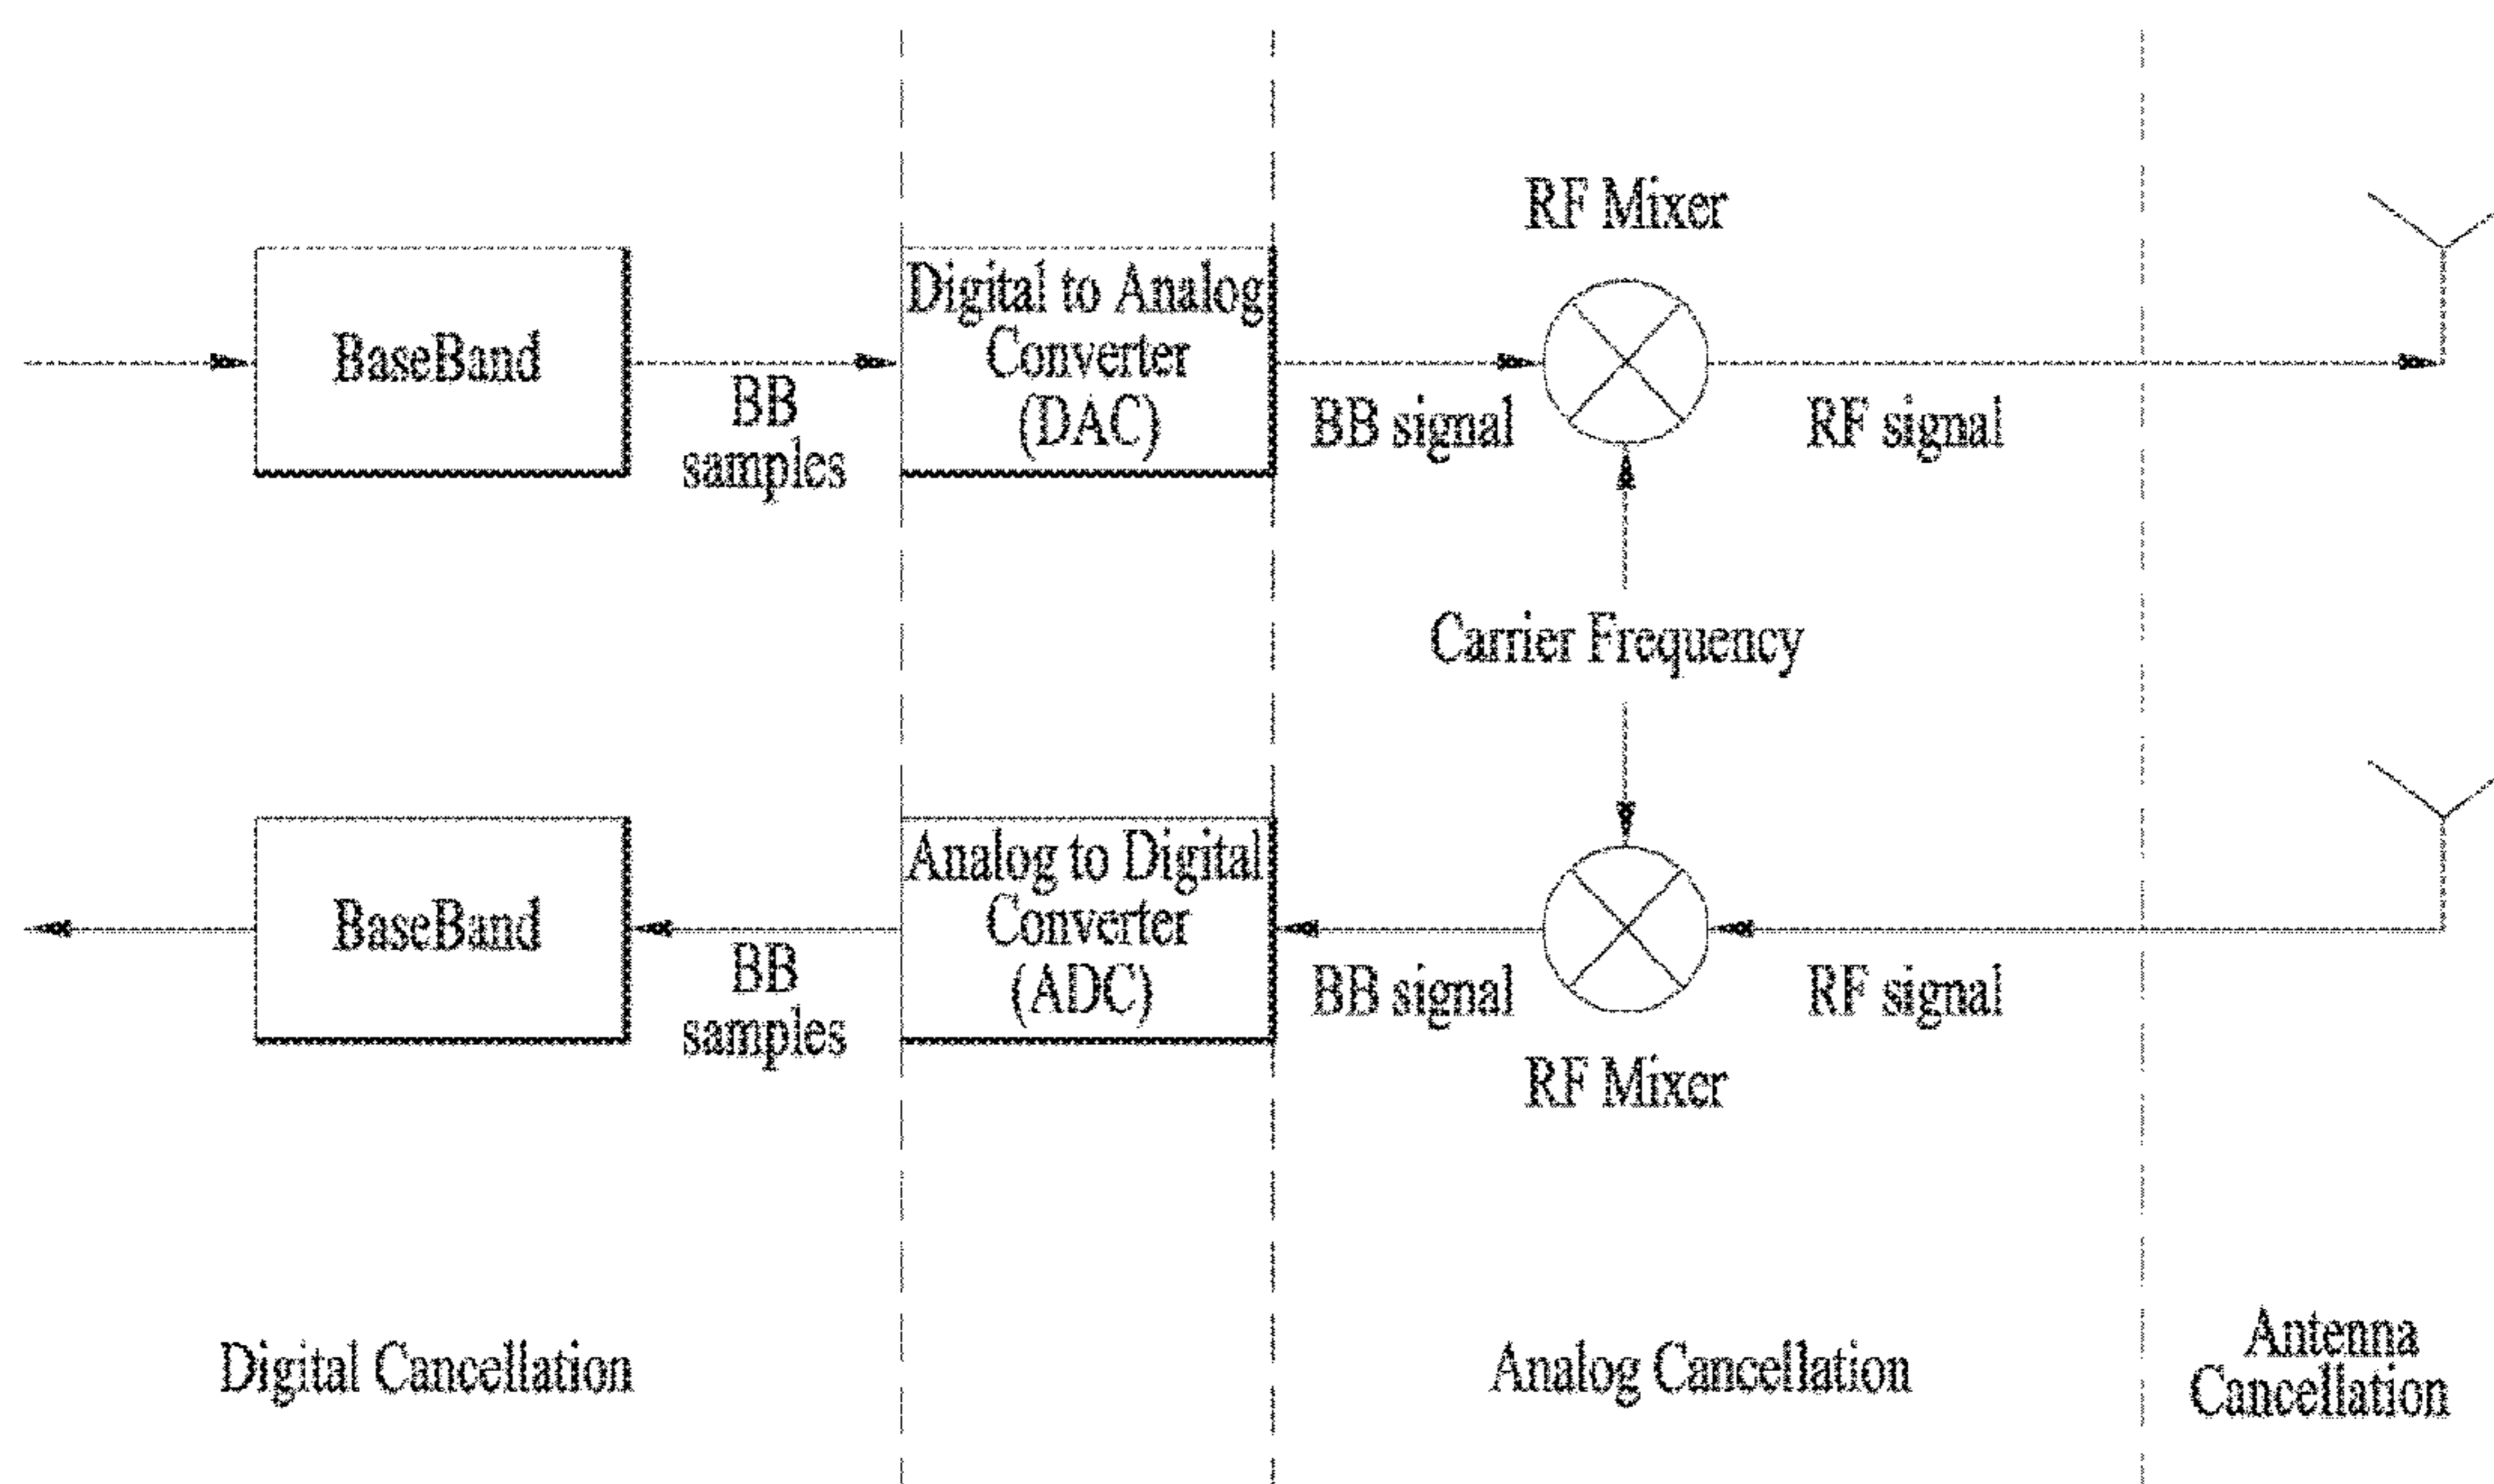 RF Mixer
BaseBand
BB
samples
Digital to Analog
Converter
(DAC)
BB signal
RF signal
Carrier Frequency
BaseBand
BB
samples
Analog to Digital
Converter
(ADC)
BB signal
RF signal
RF Mixer
Digital Cancellation
Analog Cancellation
Antenna
Cancellation